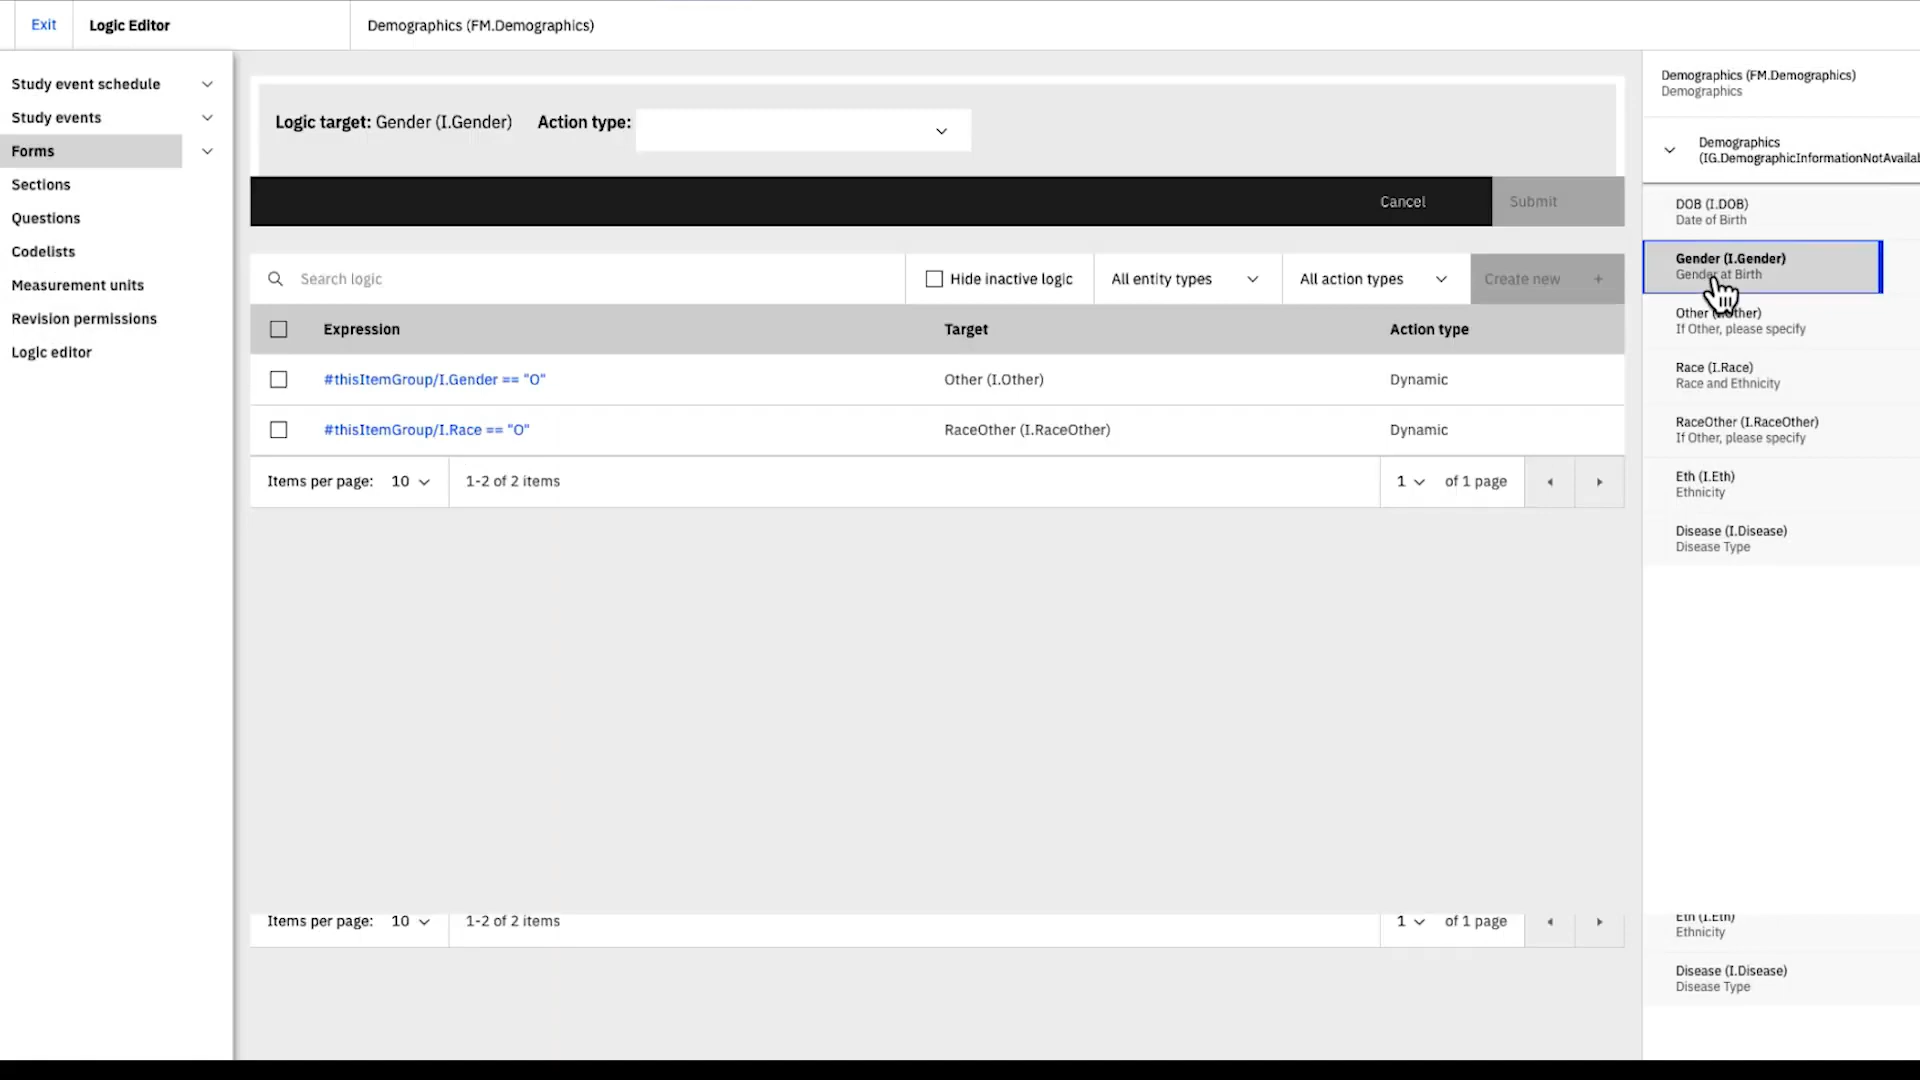 Exit
Logic Editor
Demographics (FM.Demographics)
Study event schedule
Study events
Forms
Sections
Questions
Codelists
Measurement units
Revision permissions
Logic editor
Logic target: Gender (I.Gender) Action type:
Cancel
Submit
Search logic
Hide inactive logic
All entity types
All action types
Create new +
Expression Target Action type
#thisItemGroup/I.Gender == "O" Other (I.Other) Dynamic
#thisItemGroup/I.Race == "O" RaceOther (I.RaceOther) Dynamic
Items per page: 10 1-2 of 2 items 1 of 1 page
Items per page: 10 1-2 of 2 items 1 of 1 page
Demographics (FM.Demographics)
Demographics
Demographics
(IG.DemographicInformationNotAvailab
DOB (I.DOB)
Date of Birth
Gender (I.Gender)
Gender at Birth
Other (I.Other)
If Other, please specify
Race (I.Race)
Race and Ethnicity
RaceOther (I.RaceOther)
If Other, please specify
Eth (I.Eth)
Ethnicity
Disease (I.Disease)
Disease Type
Eth (I.Eth)
Ethnicity
Disease (I.Disease)
Disease Type